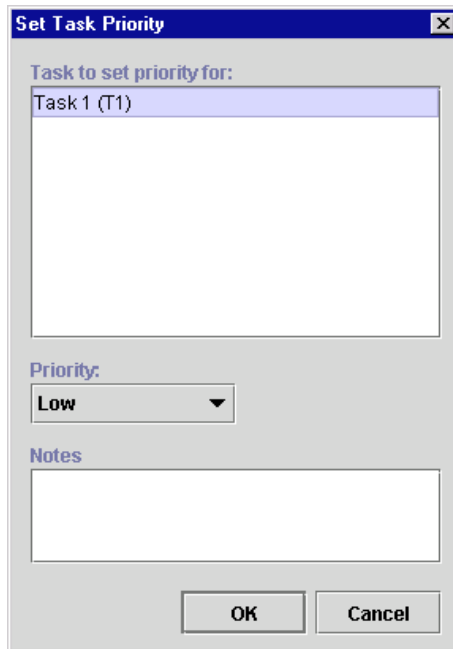 Set Task Priority
Task to set priority for:
Task 1 (T1)
Priority:
Low
Notes
OK Cancel